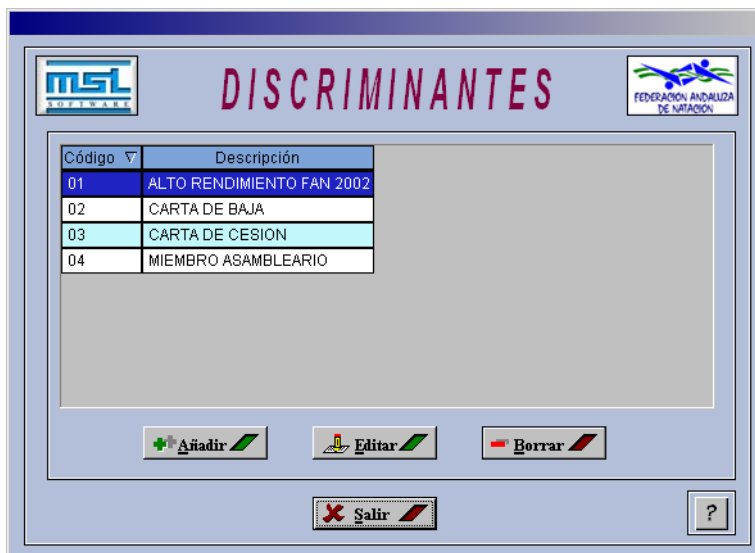 msl
SOFTWARE
DISCRIMINANTES
FEDERACION ANDALUZA
DE NATACION
Código Descripción
01 ALTO RENDIMIENTO FAN 2002
02 CARTA DE BAJA
03 CARTA DE CESION
04 MIEMBRO ASAMBLEARIO
Añadir Editar Borrar
Salir ?